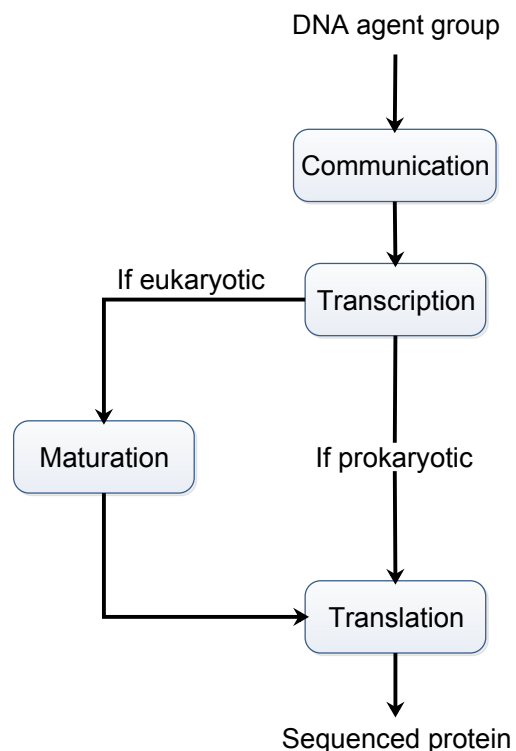 DNA agent group
Communication
If eukaryotic
Transcription
Maturation
If prokaryotic
Translation
Sequenced protein